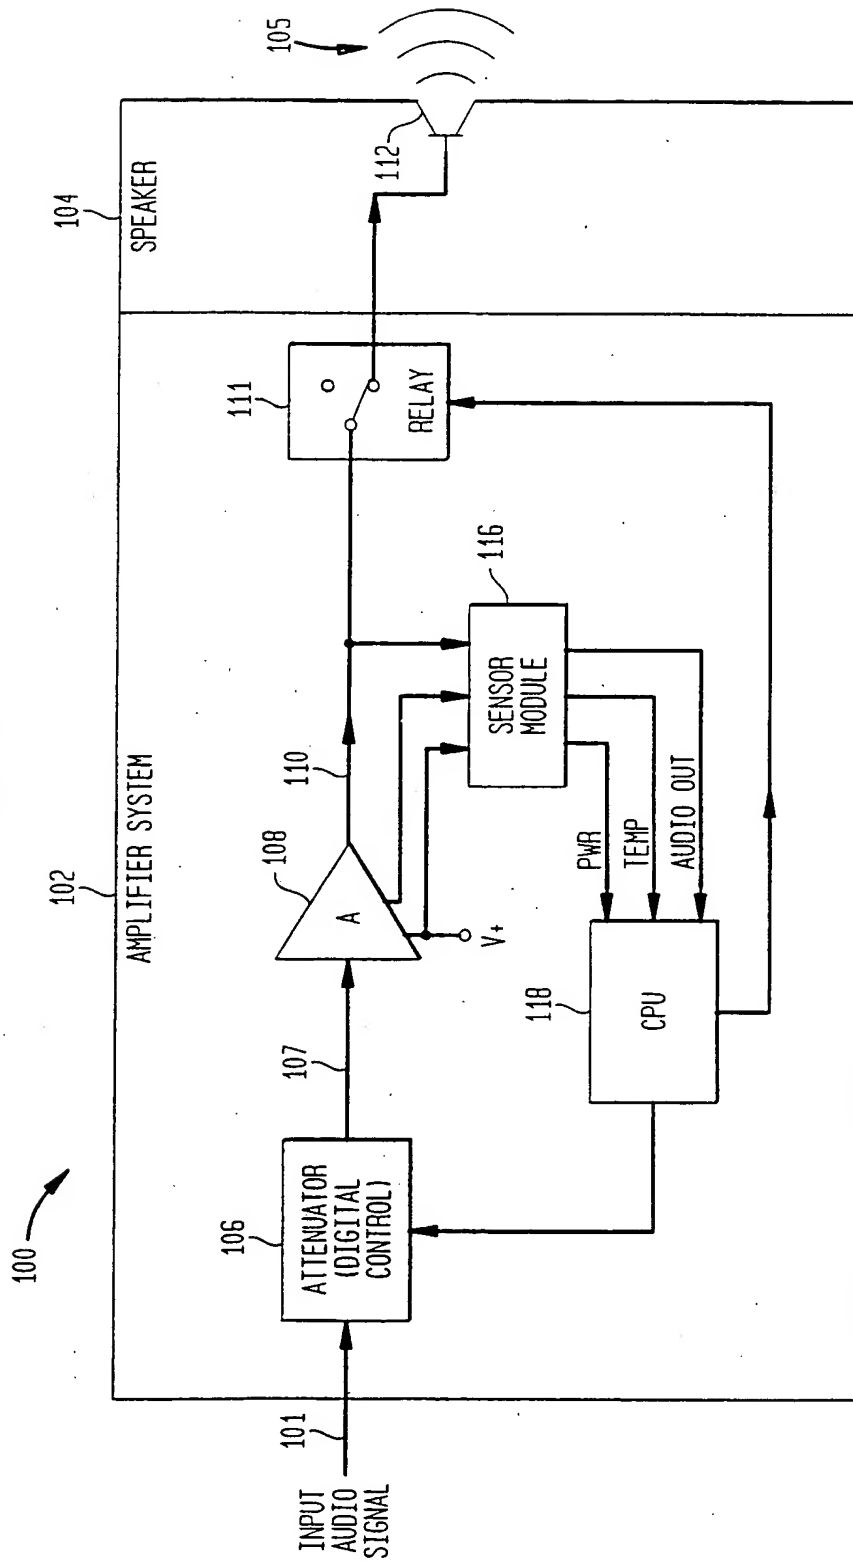 100
102
AMPLIFIER SYSTEM
104
SPEAKER
105
INPUT
AUDIO
SIGNAL
101
106
ATTENUATOR
(DIGITAL
CONTROL)
107
108
A
110
111
RELAY
112
V+
116
SENSOR
MODULE
PWR
TEMP
AUDIO OUT
118
CPU